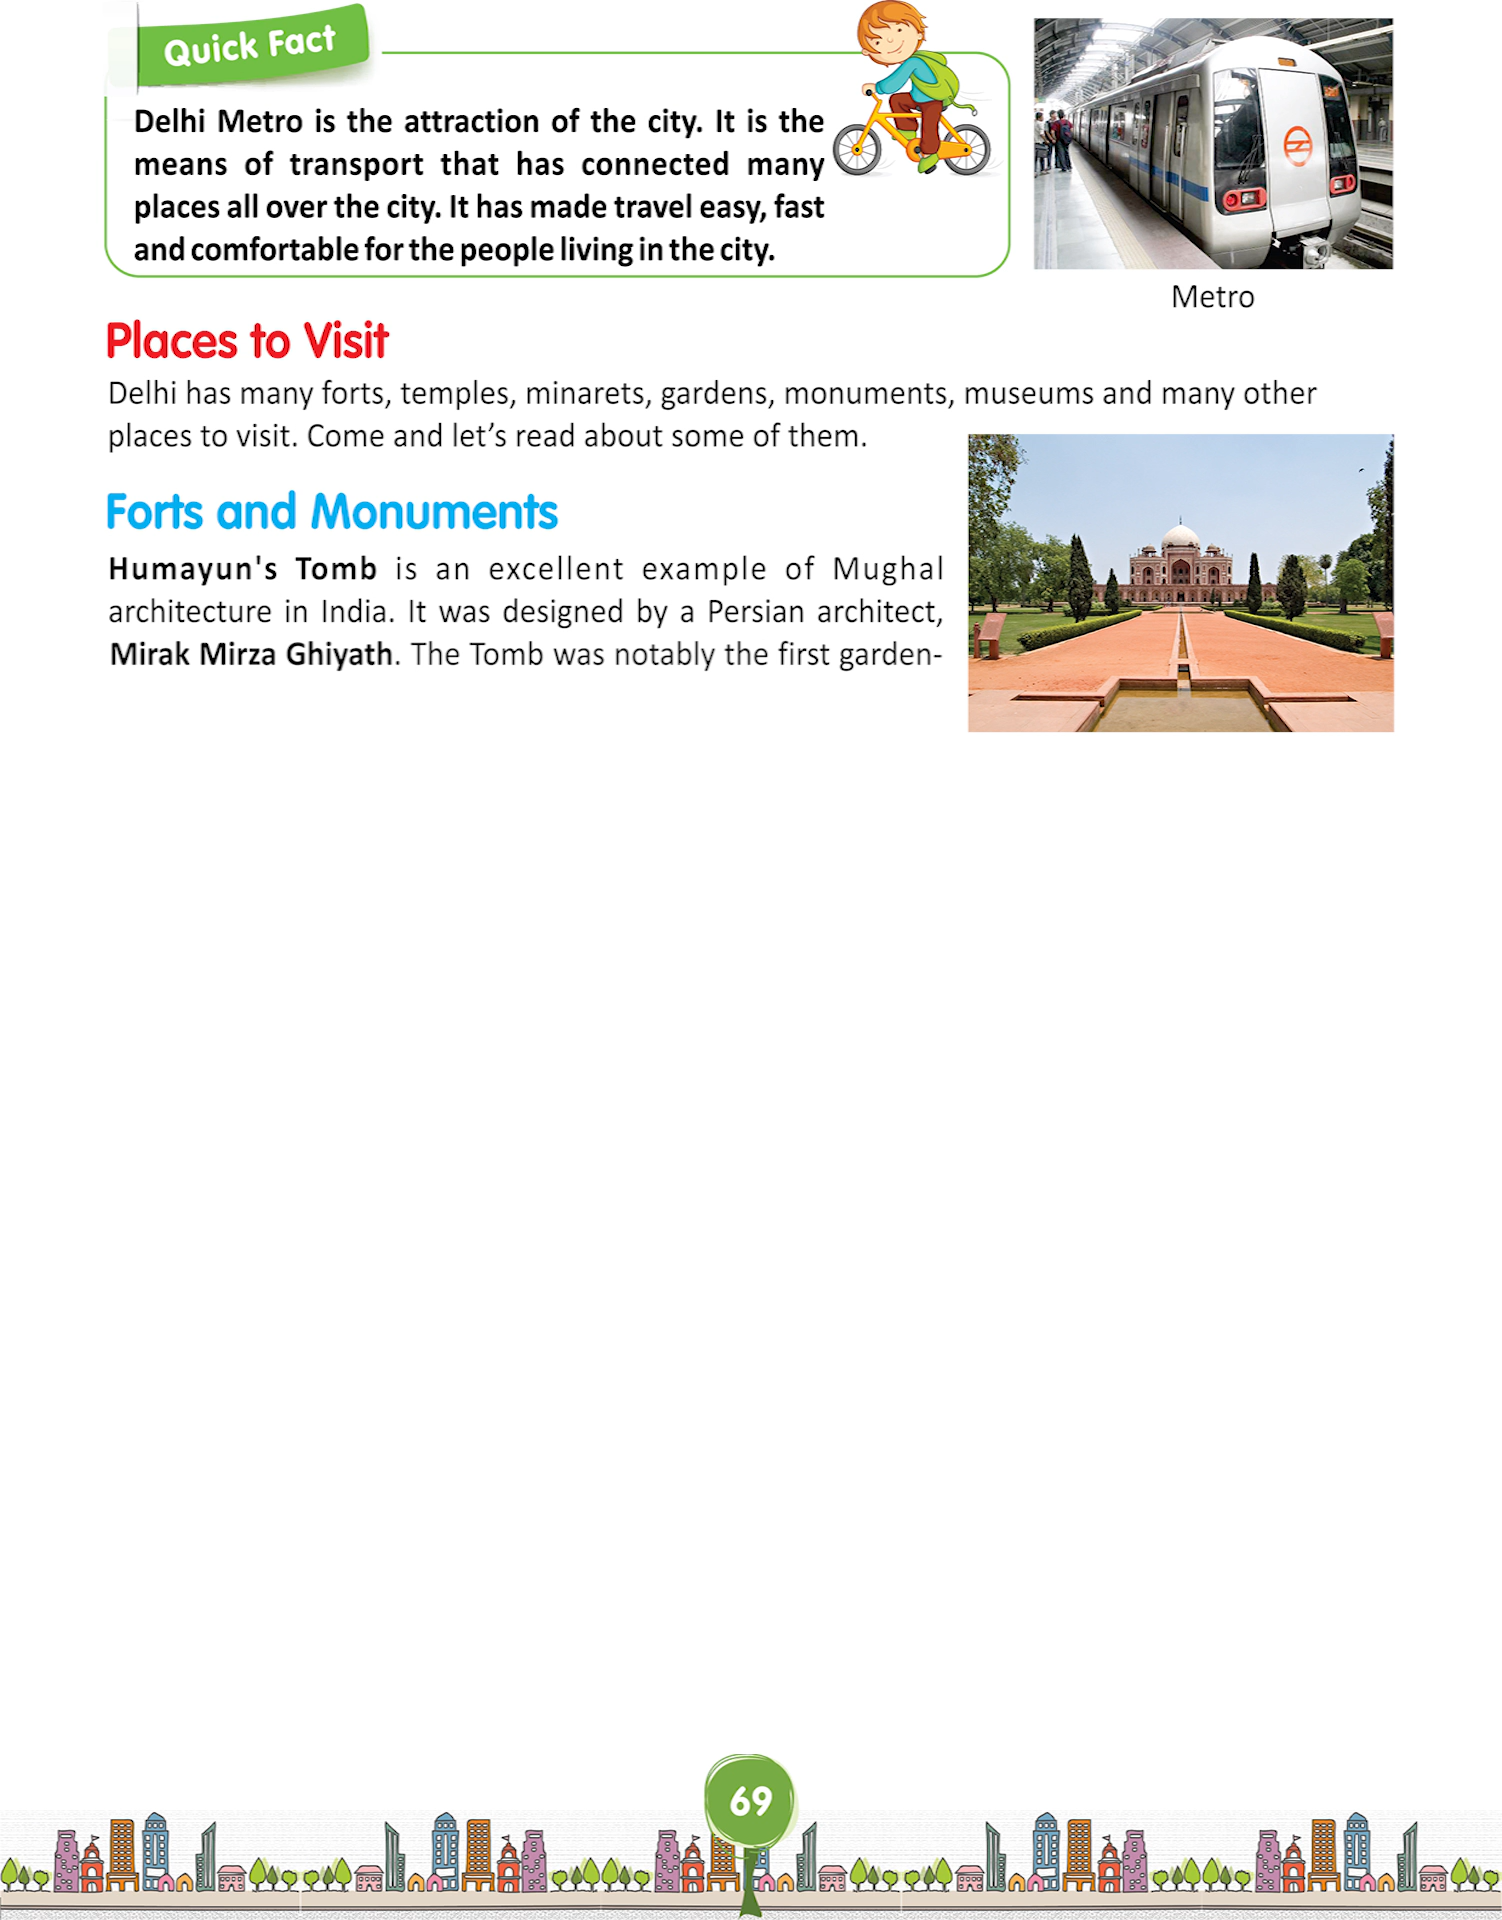 Quick Fact
Delhi Metro is the attraction of the city. It is the
means of transport that has connected many
places all over the city. It has made travel easy, fast
and comfortable for the people living in the city.
Metro
Places to Visit
Delhi has many forts, temples, minarets, gardens, monuments, museums and many other
places to visit. Come and let’s read about some of them.
Forts and Monuments
Humayun's Tomb is an excellent example of Mughal
architecture in India. It was designed by a Persian architect,
Mirak Mirza Ghiyath. The Tomb was notably the first garden-
69